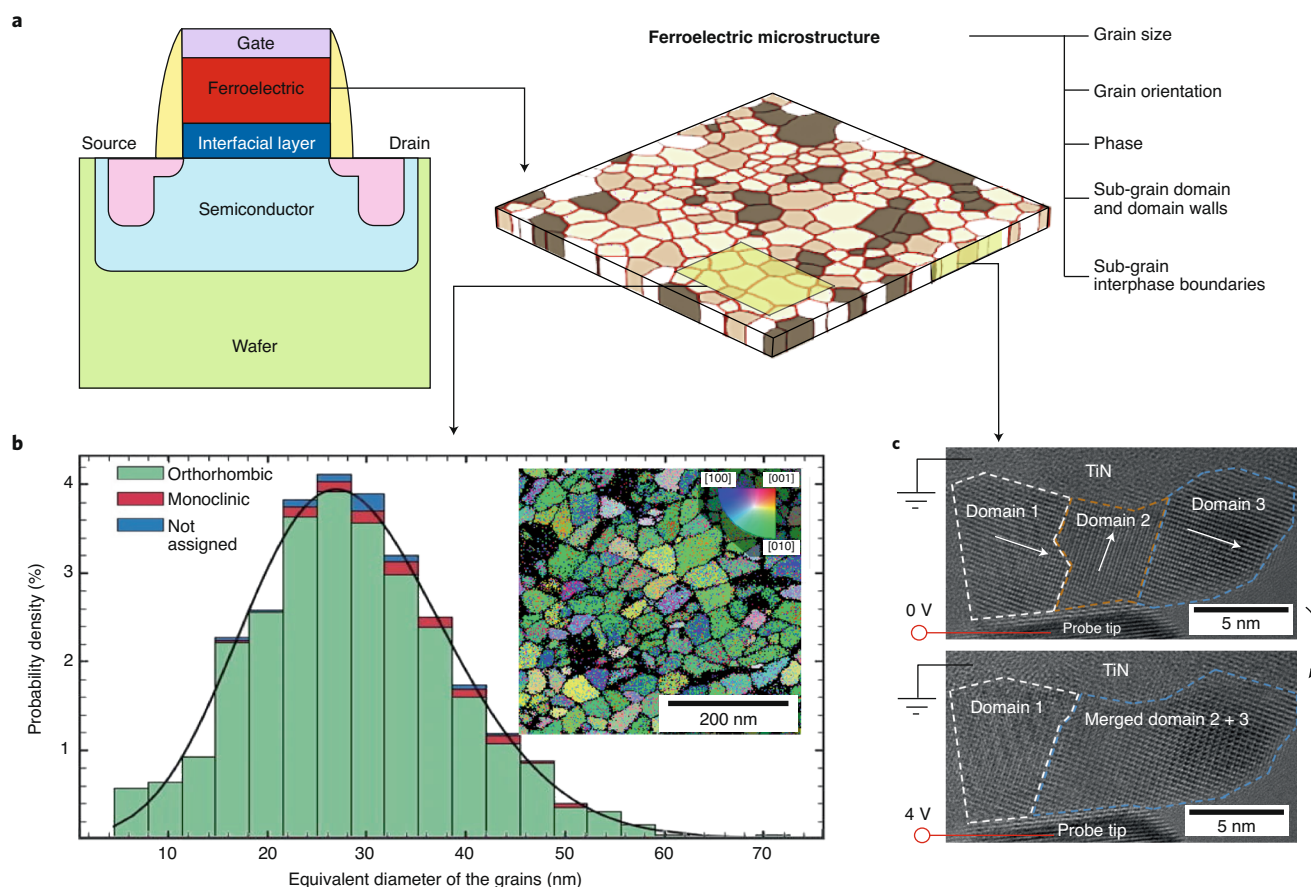 a
Gate
Ferroelectric
Interfacial layer
Source
Drain
Semiconductor
Wafer
Ferroelectric microstructure
Grain size
Grain orientation
Phase
Sub-grain domain
and domain walls
Sub-grain
interphase boundaries
b
Orthorhombic
Monoclinic
Not
assigned
Probability density (%)
4
3
2
1
10
20
30
40
50
60
70
Equivalent diameter of the grains (nm)
[100]
[001]
[010]
200 nm
c
TiN
Domain 1
Domain 2
Domain 3
0 V
Probe tip
5 nm
TiN
Domain 1
Merged domain 2 + 3
4 V
Probe tip
5 nm